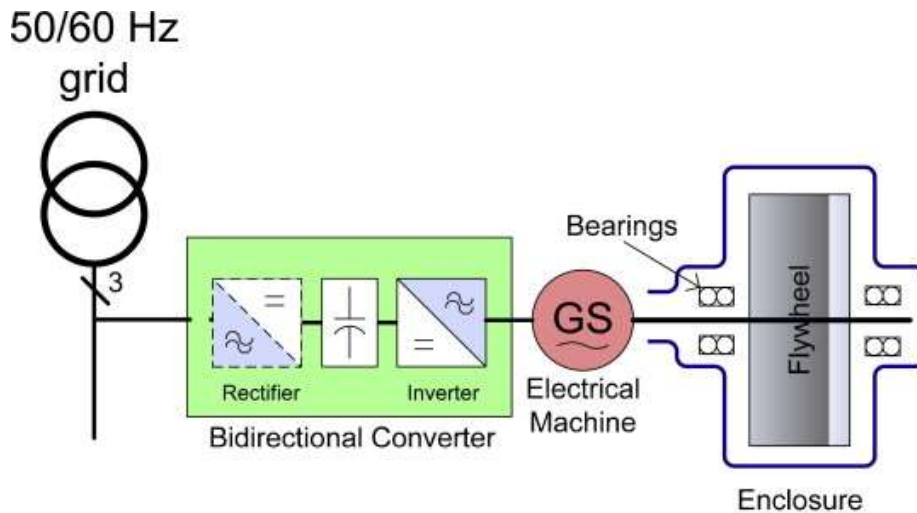 50/60 Hz
grid
3
Bearings
Flywheel
GS
Rectifier
Inverter
Electrical
Machine
Bidirectional Converter
Enclosure